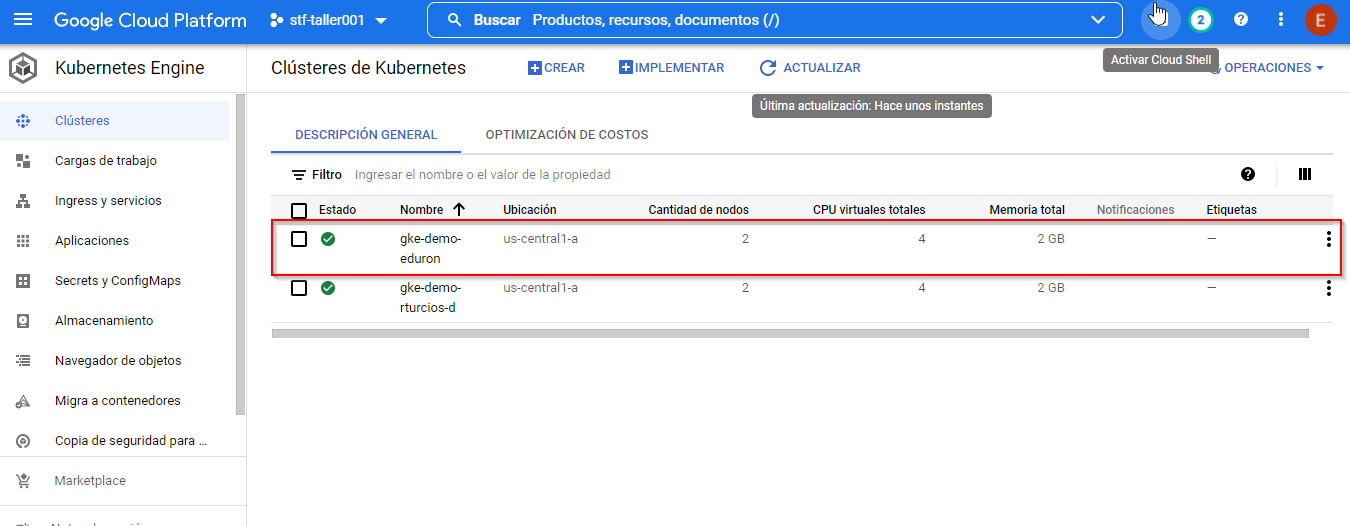 Google Cloud Platform
stf-taller001
Buscar Productos, recursos, documentos (/)
2
E
Kubernetes Engine
Clústeres de Kubernetes
CREAR
IMPLEMENTAR
ACTUALIZAR
Activar Cloud Shell
OPERACIONES
Última actualización: Hace unos instantes
Clústeres
Cargas de trabajo
Ingress y servicios
Aplicaciones
Secrets y ConfigMaps
Almacenamiento
Navegador de objetos
Migra a contenedores
Copia de seguridad para ...
Marketplace
DESCRIPCIÓN GENERAL
OPTIMIZACIÓN DE COSTOS
Filtro Ingresar el nombre o el valor de la propiedad
Estado Nombre Ubicación Cantidad de nodos CPU virtuales totales Memoria total Notificaciones Etiquetas
gke-demo- us-central1-a 2 4 2 GB —
eduron
gke-demo- us-central1-a 2 4 2 GB —
rturcios-d